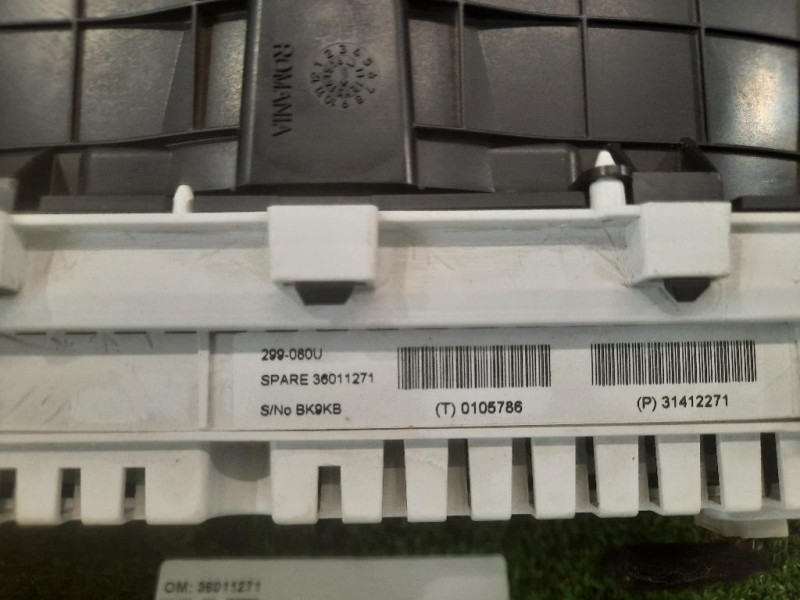 ROMANIA
299-080U
SPARE 36011271
S/No BK9KB
(T) 0105786
(P) 31412271
OM: 36011271